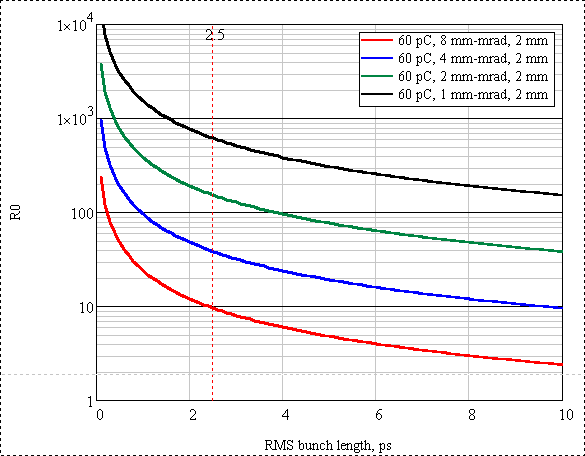 1×10⁴
2.5
60 pC, 8 mm-mrad, 2 mm
60 pC, 4 mm-mrad, 2 mm
60 pC, 2 mm-mrad, 2 mm
60 pC, 1 mm-mrad, 2 mm
1×10³
R0
100
10
1
0 2 4 6 8 10
RMS bunch length, ps